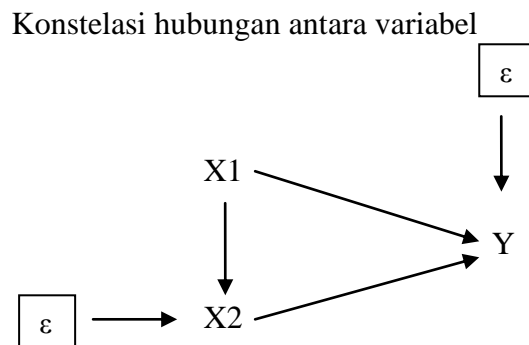 Konstelasi hubungan antara variabel
ε
X1
Y
X2
ε